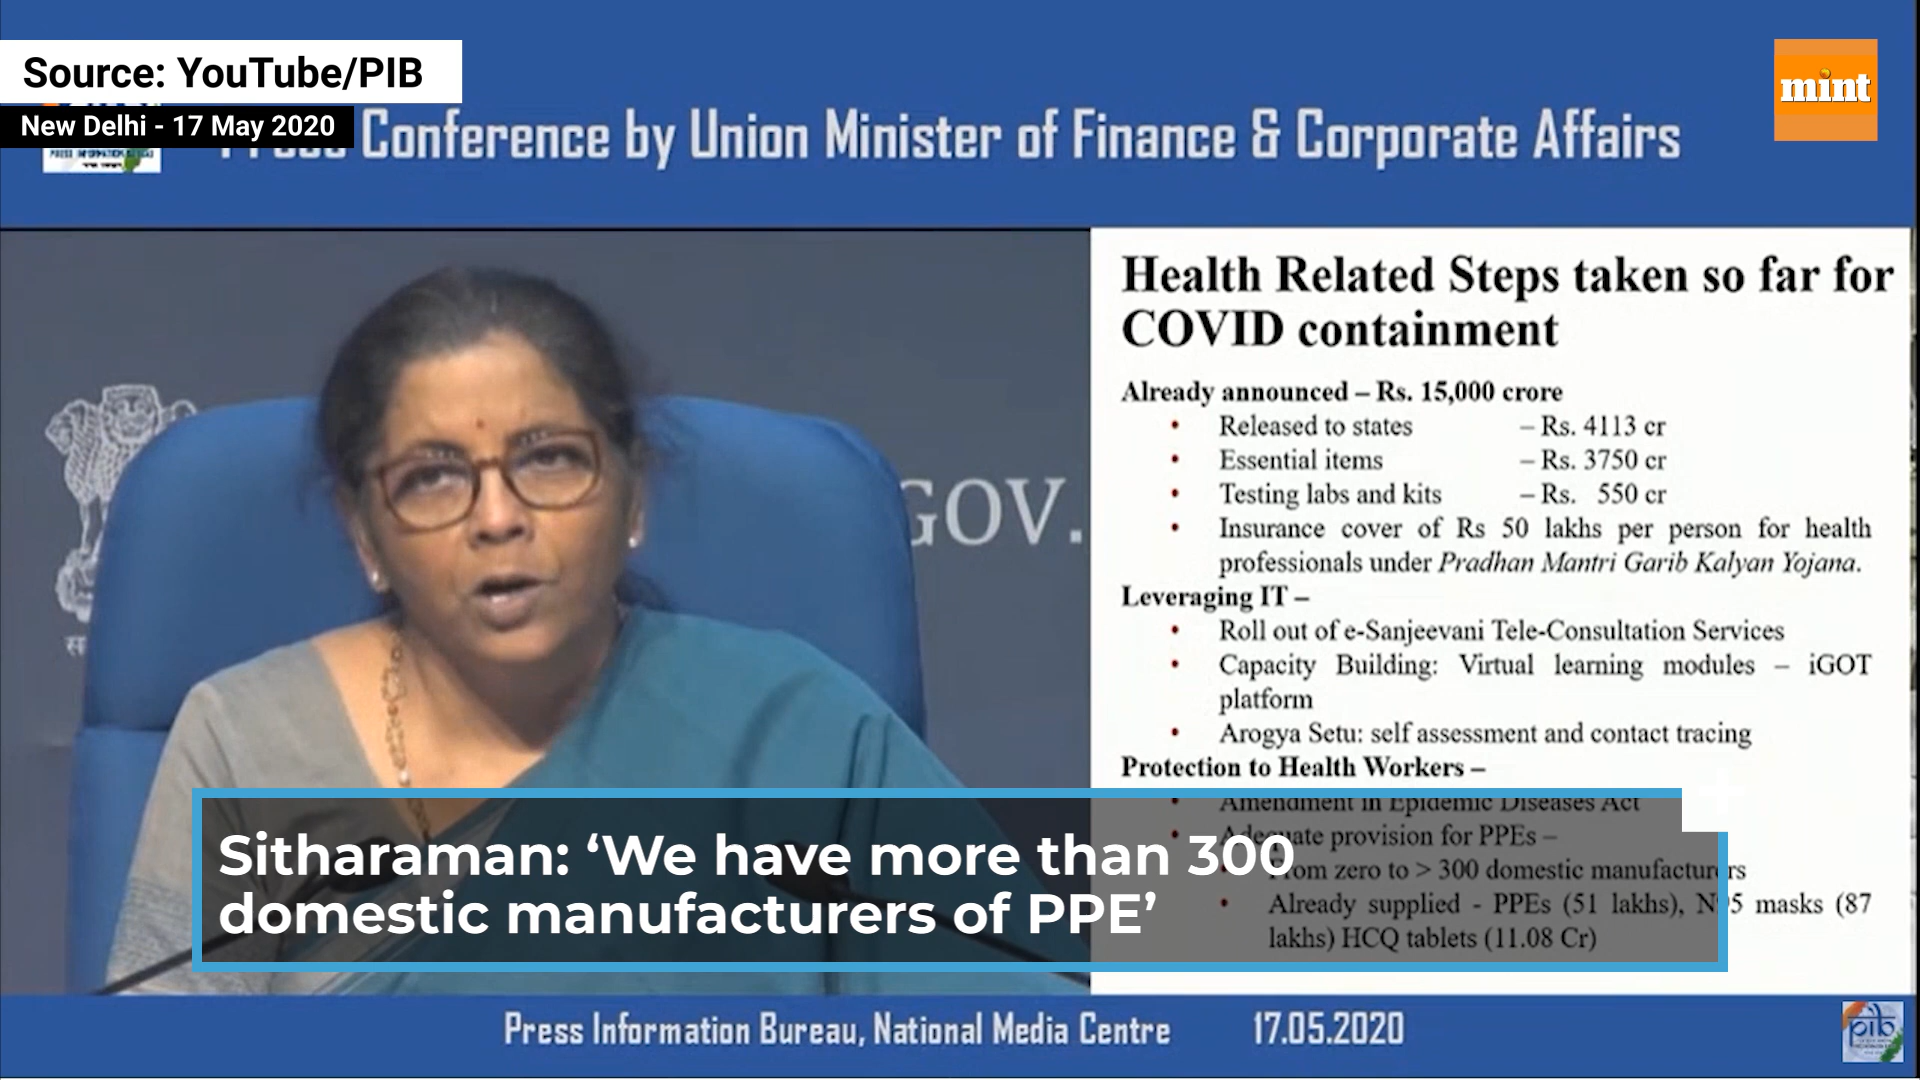 Source: YouTube/PIB
New Delhi - 17 May 2020
mint
Conference by Union Minister of Finance & Corporate Affairs
GOV.
Health Related Steps taken so far for
COVID containment
Already announced – Rs. 15,000 crore
• Released to states – Rs. 4113 cr
• Essential items – Rs. 3750 cr
• Testing labs and kits – Rs. 550 cr
• Insurance cover of Rs 50 lakhs per person for health
professionals under Pradhan Mantri Garib Kalyan Yojana.
Leveraging IT –
• Roll out of e-Sanjeevani Tele-Consultation Services
• Capacity Building: Virtual learning modules – iGOT
platform
• Arogya Setu: self assessment and contact tracing
Protection to Health Workers –
• Amendment in Epidemic Diseases Act
• Adequate provision for PPEs –
• From zero to > 300 domestic manufacturers
• Already supplied - PPEs (51 lakhs), N95 masks (87
lakhs) HCQ tablets (11.08 Cr)
Sitharaman: ‘We have more than 300
domestic manufacturers of PPE’
Press Information Bureau, National Media Centre 17.05.2020
pib